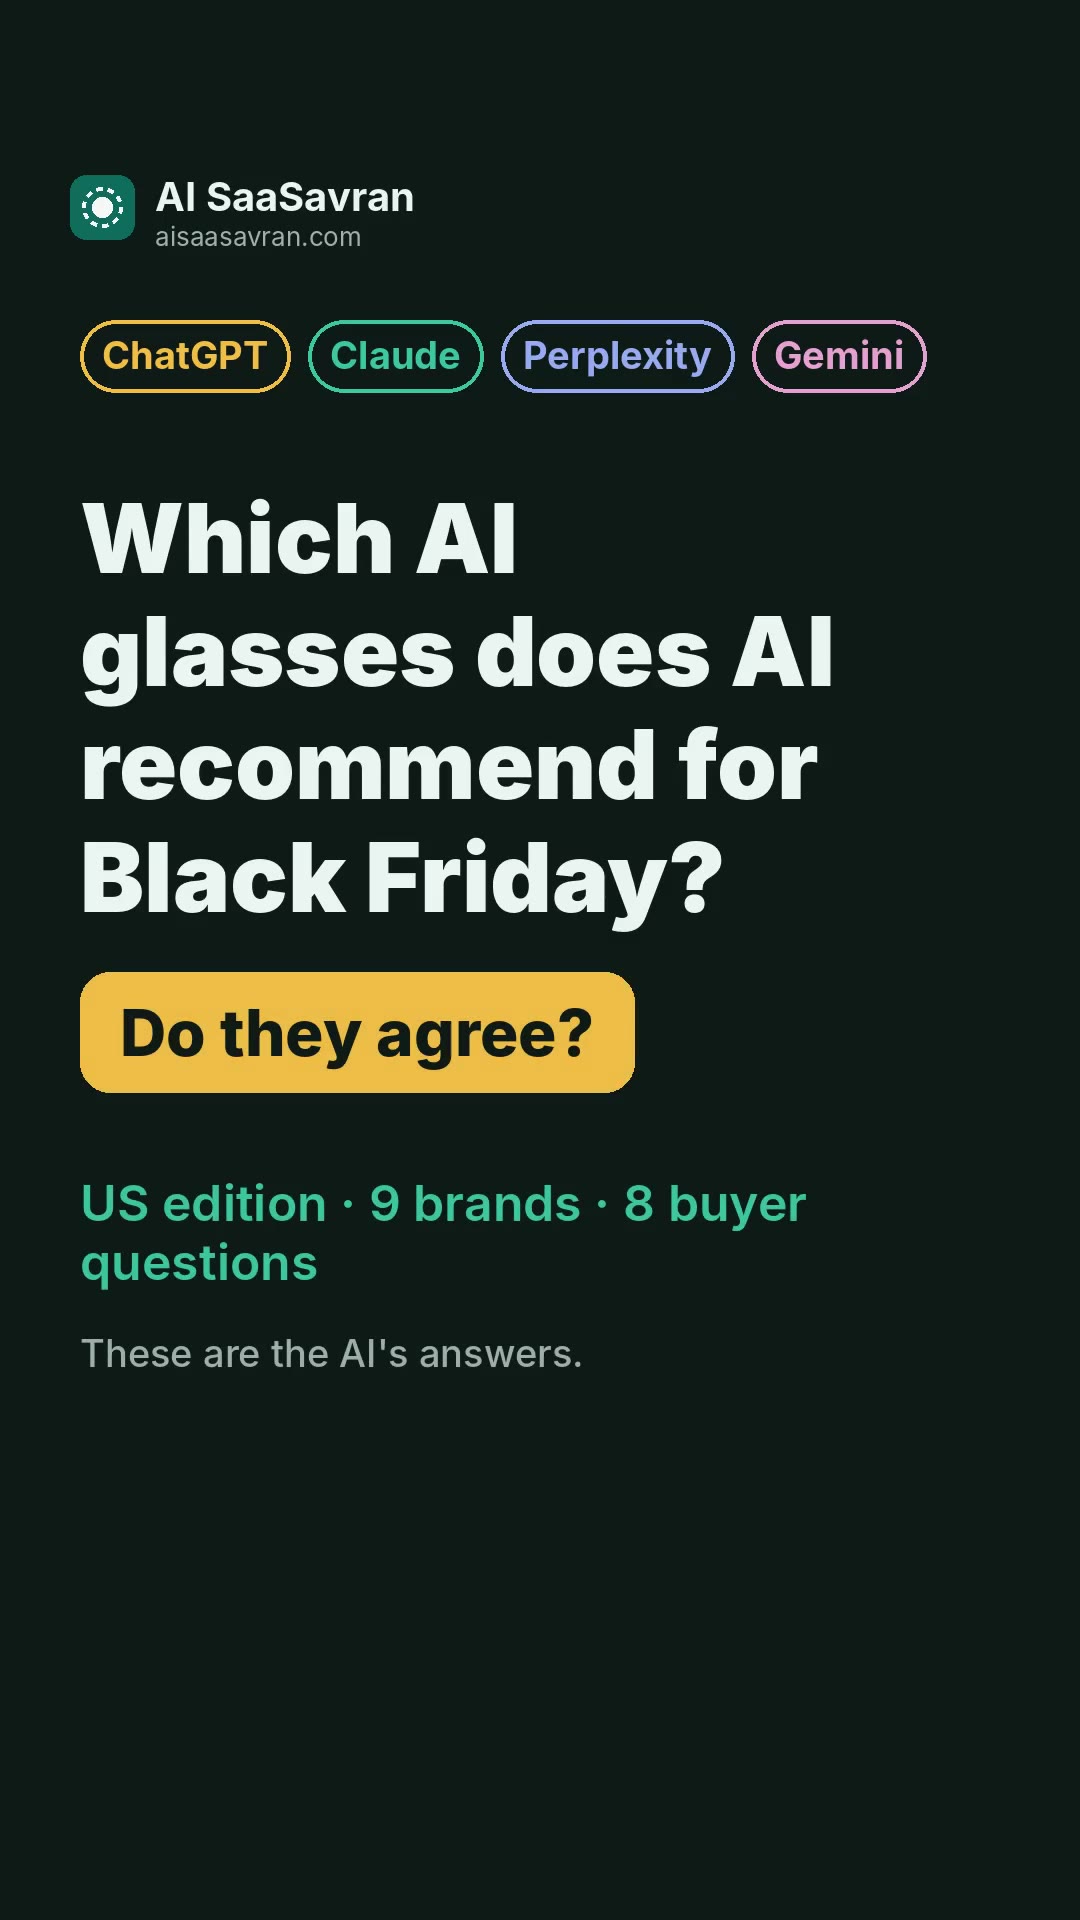 AI SaaSavran
aisaasavran.com
ChatGPT Claude Perplexity Gemini
Which AI
glasses does AI
recommend for
Black Friday?
Do they agree?
US edition · 9 brands · 8 buyer
questions
These are the AI's answers.